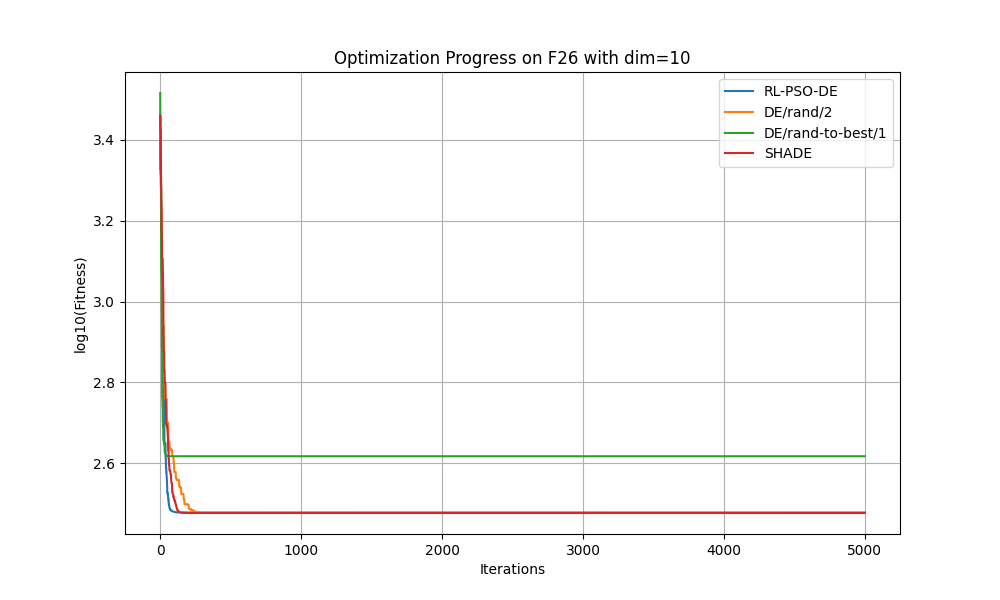 Optimization Progress on F26 with dim=10
RL-PSO-DE
DE/rand/2
DE/rand-to-best/1
SHADE
log10(Fitness)
3.4
3.2
3.0
2.8
2.6
0 1000 2000 3000 4000 5000
Iterations